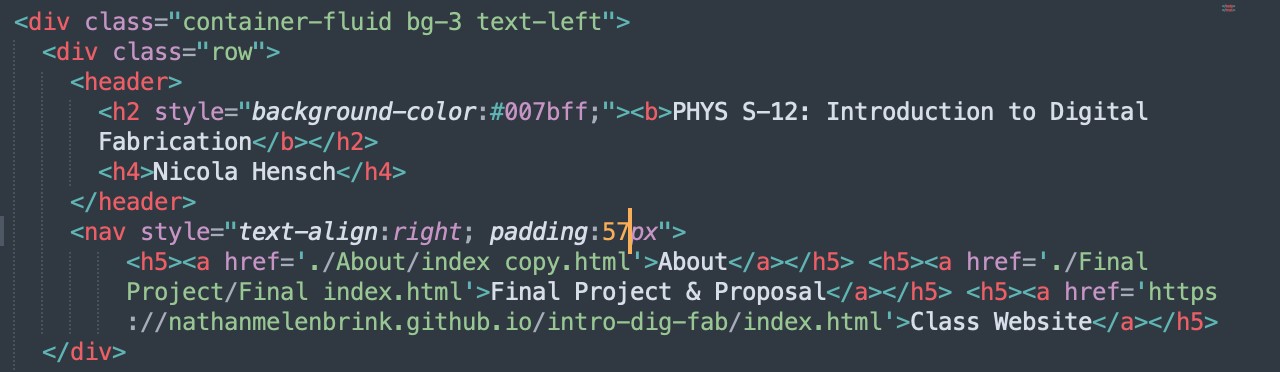 <div class="container-fluid bg-3 text-left">
<div class="row">
<header>
<h2 style="background-color:#007bff;"><b>PHYS S-12: Introduction to Digital
Fabrication</b></h2>
<h4>Nicola Hensch</h4>
</header>
<nav style="text-align:right; padding:57px">
<h5><a href='./About/index copy.html'>About</a></h5> <h5><a href='./Final
Project/Final index.html'>Final Project & Proposal</a></h5> <h5><a href='https
://nathanmelenbrink.github.io/intro-dig-fab/index.html'>Class Website</a></h5>
</div>